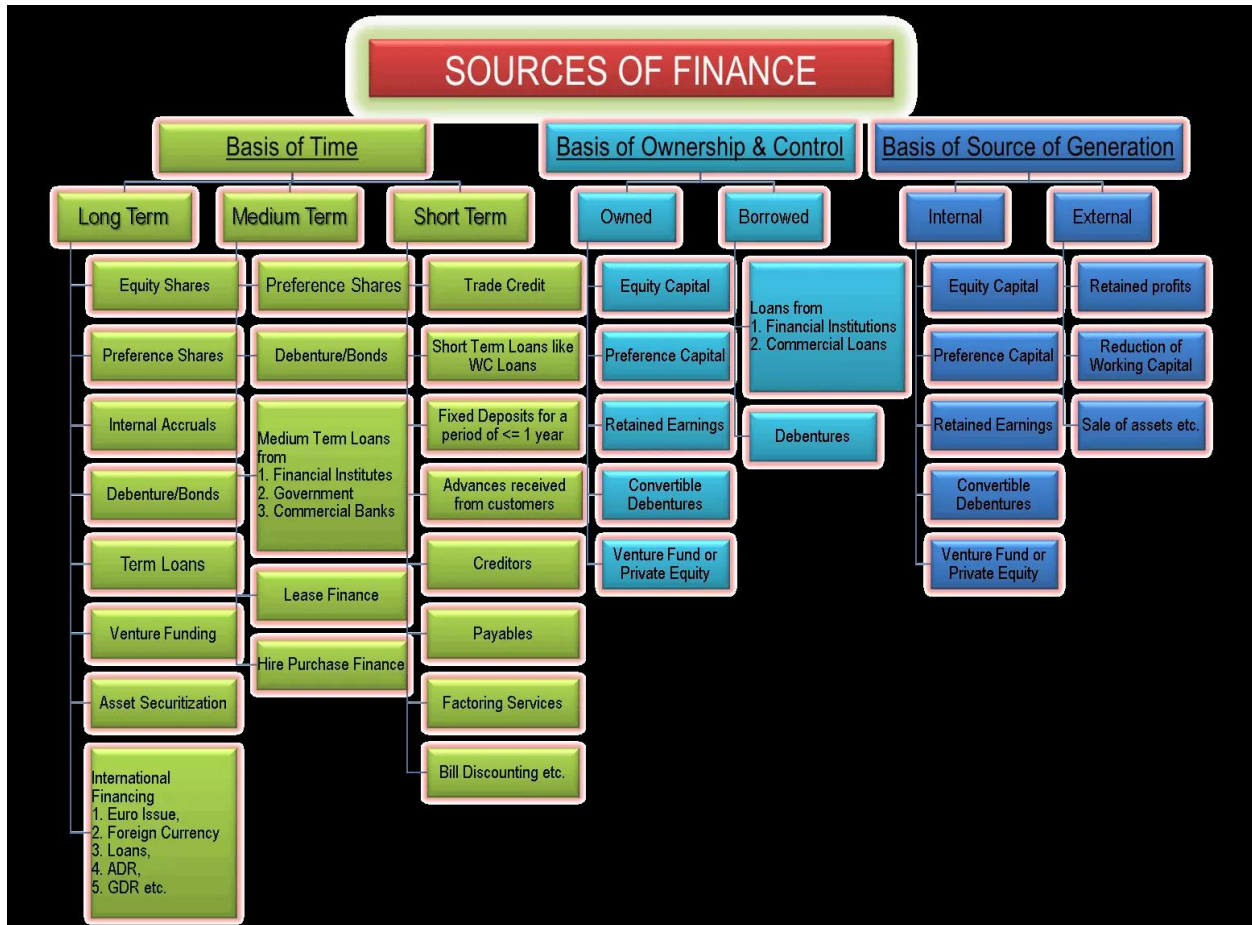 SOURCES OF FINANCE
Basis of Time
Long Term
Equity Shares
Preference Shares
Internal Accruals
Debenture/Bonds
Term Loans
Venture Funding
Asset Securitization
International
Financing
1. Euro Issue,
2. Foreign Currency
3. Loans,
4. ADR,
5. GDR etc.
Medium Term
Preference Shares
Debenture/Bonds
Medium Term Loans
from
1. Financial Institutes
2. Government
3. Commercial Banks
Lease Finance
Hire Purchase Finance
Short Term
Trade Credit
Short Term Loans like
WC Loans
Fixed Deposits for a
period of <= 1 year
Advances received
from customers
Creditors
Payables
Factoring Services
Bill Discounting etc.
Basis of Ownership & Control
Owned
Equity Capital
Preference Capital
Retained Earnings
Convertible
Debentures
Venture Fund or
Private Equity
Borrowed
Loans from
1. Financial Institutions
2. Commercial Loans
Debentures
Basis of Source of Generation
Internal
Equity Capital
Preference Capital
Retained Earnings
Convertible
Debentures
Venture Fund or
Private Equity
External
Retained profits
Reduction of
Working Capital
Sale of assets etc.